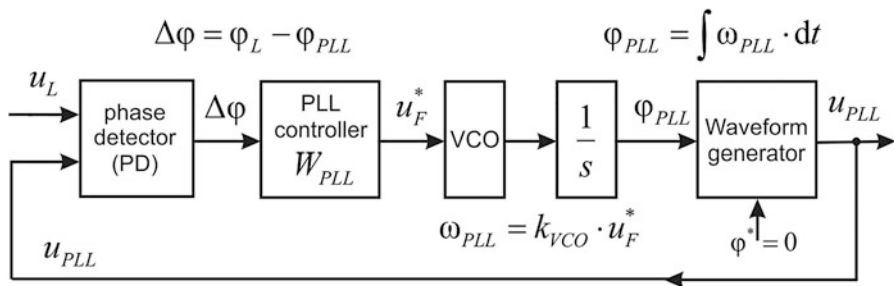 Δφ = φ_L − φ_PLL
φ_PLL = ∫ ω_PLL · dt
u_L
phase
detector
(PD)
Δφ
PLL
controller
W_PLL
u_F^*
VCO
1
s
φ_PLL
Waveform
generator
u_PLL
ω_PLL = k_VCO · u_F^*
φ^* = 0
u_PLL